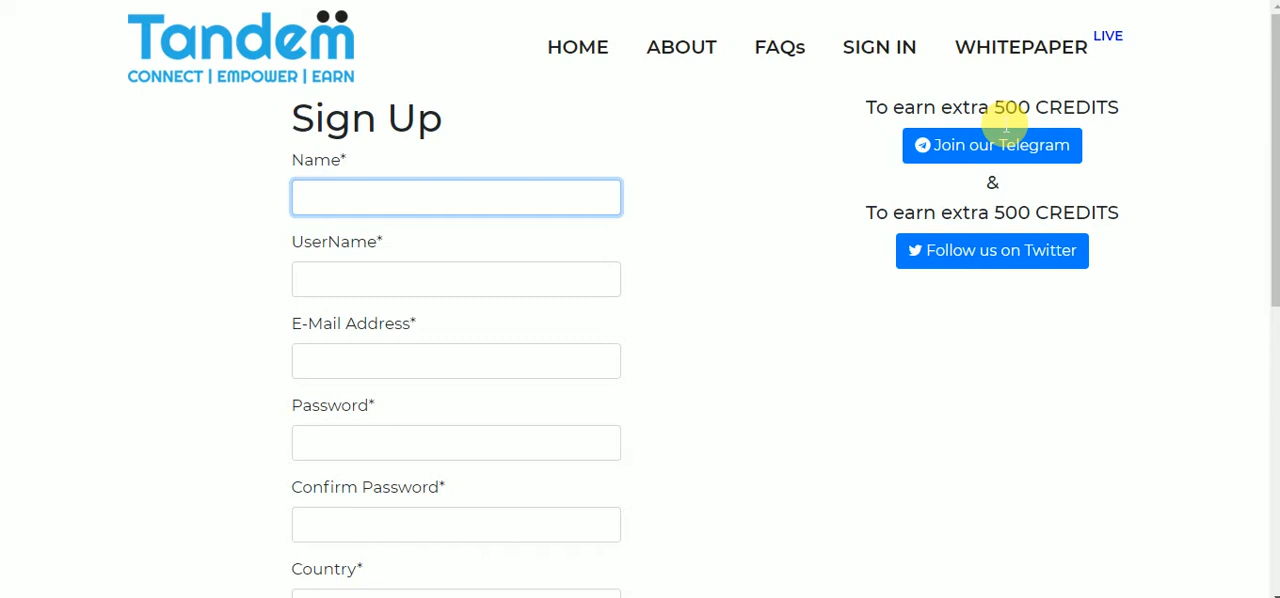 Tandem
CONNECT | EMPOWER | EARN
HOME
ABOUT
FAQs
SIGN IN
WHITEPAPER LIVE
Sign Up
Name*
UserName*
E-Mail Address*
Password*
Confirm Password*
Country*
To earn extra 500 CREDITS
Join our Telegram
&
To earn extra 500 CREDITS
Follow us on Twitter